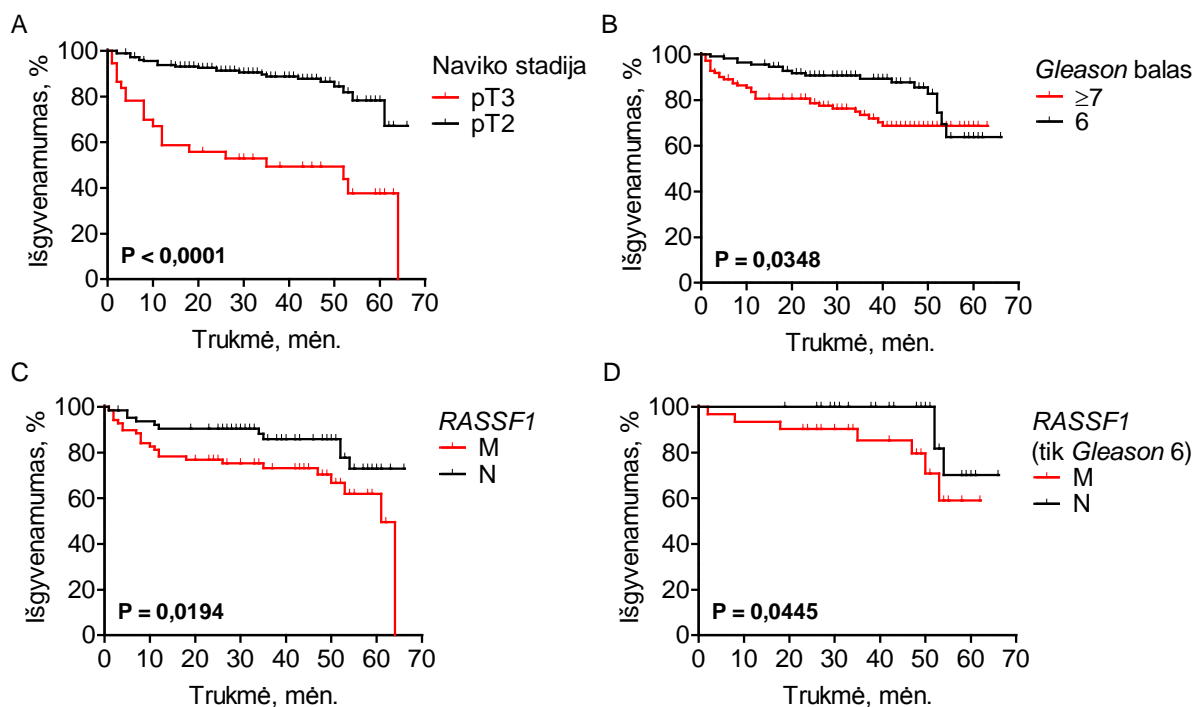 A
Išgyvenamumas, %
100
80
60
40
20
0
P < 0,0001
0 10 20 30 40 50 60 70
Trukmė, mėn.
Naviko stadija
pT3
pT2
B
Išgyvenamumas, %
100
80
60
40
20
0
P = 0,0348
0 10 20 30 40 50 60 70
Trukmė, mėn.
Gleason balas
≥7
6
C
Išgyvenamumas, %
100
80
60
40
20
0
P = 0,0194
0 10 20 30 40 50 60 70
Trukmė, mėn.
RASSF1
M
N
D
Išgyvenamumas, %
100
80
60
40
20
0
P = 0,0445
0 10 20 30 40 50 60 70
Trukmė, mėn.
RASSF1
(tik Gleason 6)
M
N